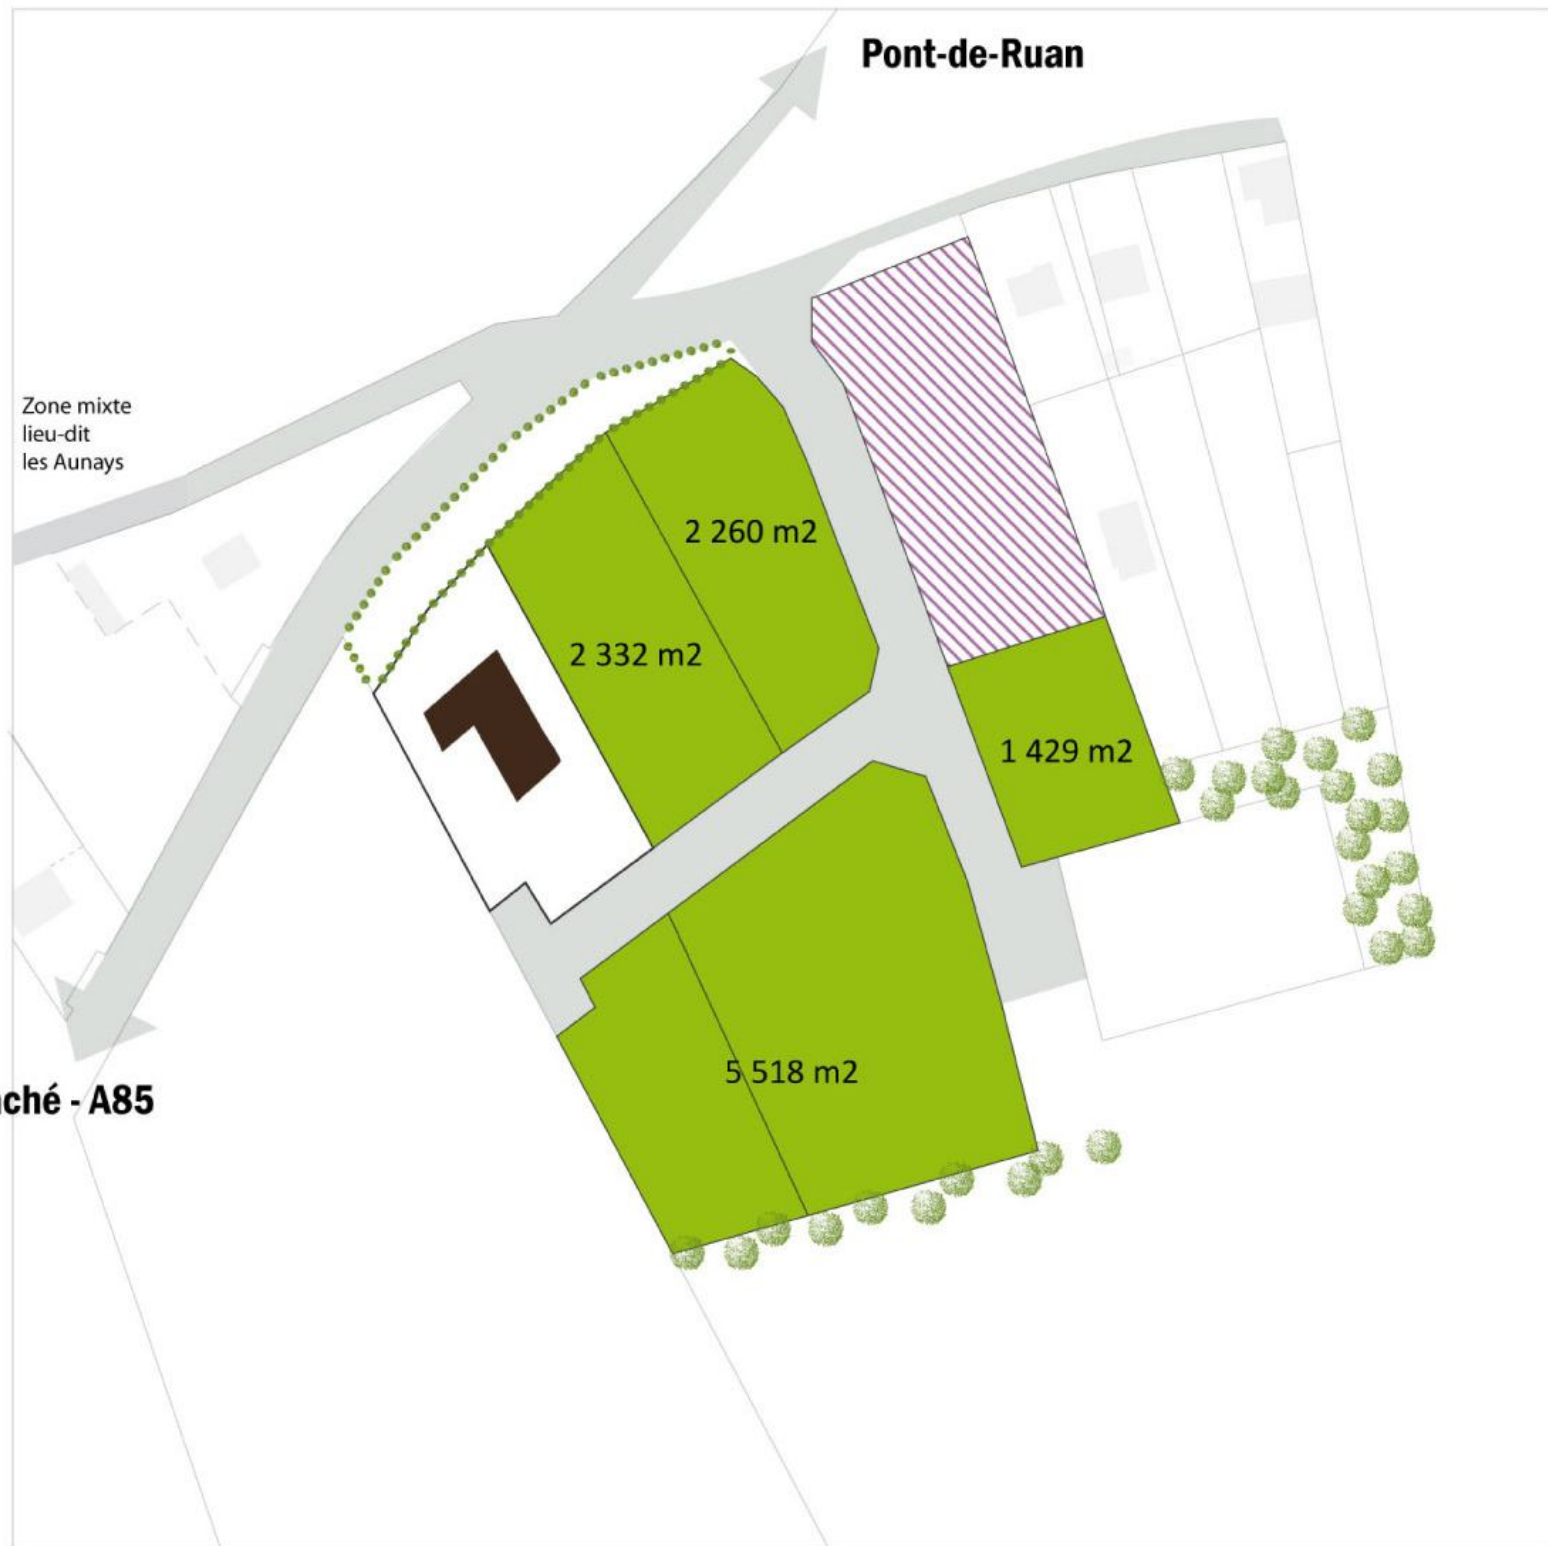 Pont-de-Ruan
Zone mixte
lieu-dit
les Aunays
2 260 m2
2 332 m2
1 429 m2
5 518 m2
ché - A85